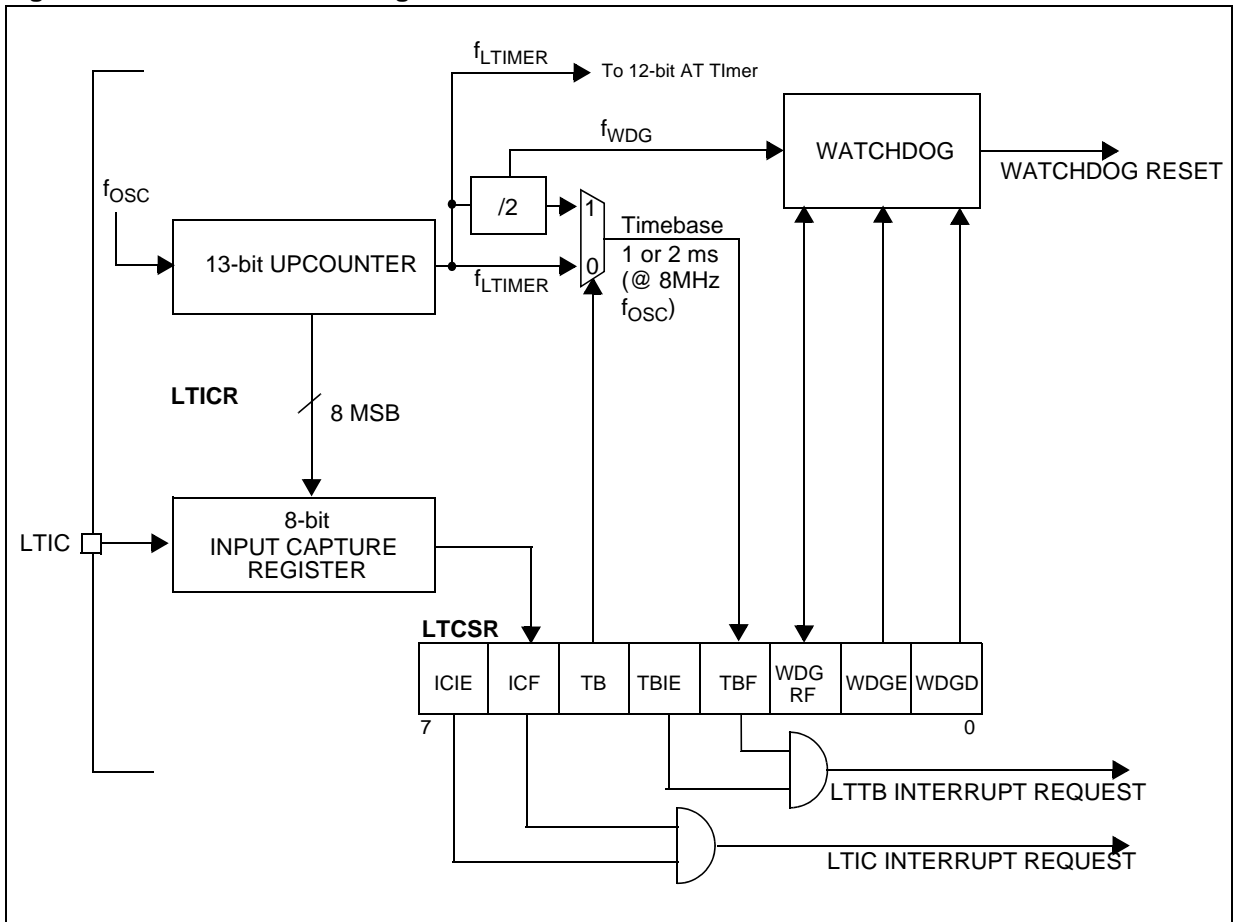 fLTIMER
To 12-bit AT TImer
fWDG
WATCHDOG
WATCHDOG RESET
fOSC
/2
1
0
Timebase
1 or 2 ms
(@ 8MHz
fOSC)
13-bit UPCOUNTER
fLTIMER
LTICR
8 MSB
LTIC
8-bit
INPUT CAPTURE
REGISTER
LTCSR
ICIE ICF TB TBIE TBF WDG RF WDGE WDGD
7 0
LTTB INTERRUPT REQUEST
LTIC INTERRUPT REQUEST